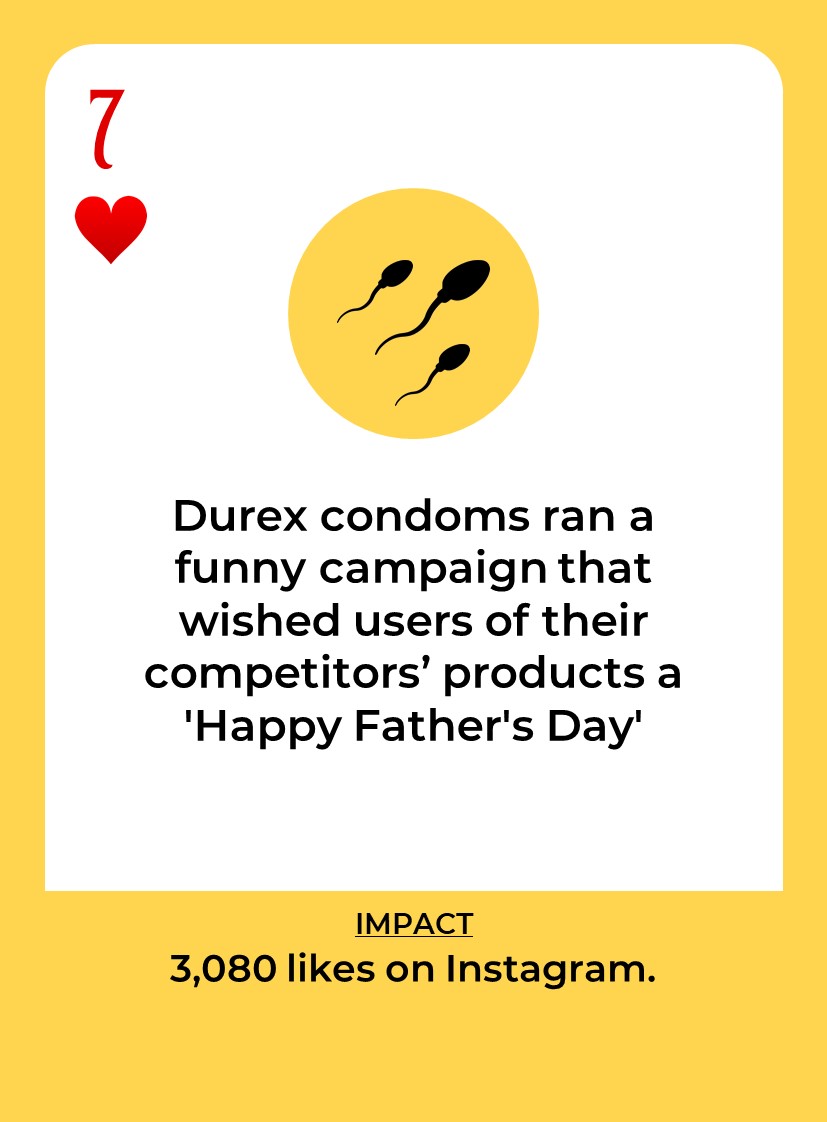 7
Durex condoms ran a
funny campaign that
wished users of their
competitors’ products a
'Happy Father's Day'
IMPACT
3,080 likes on Instagram.